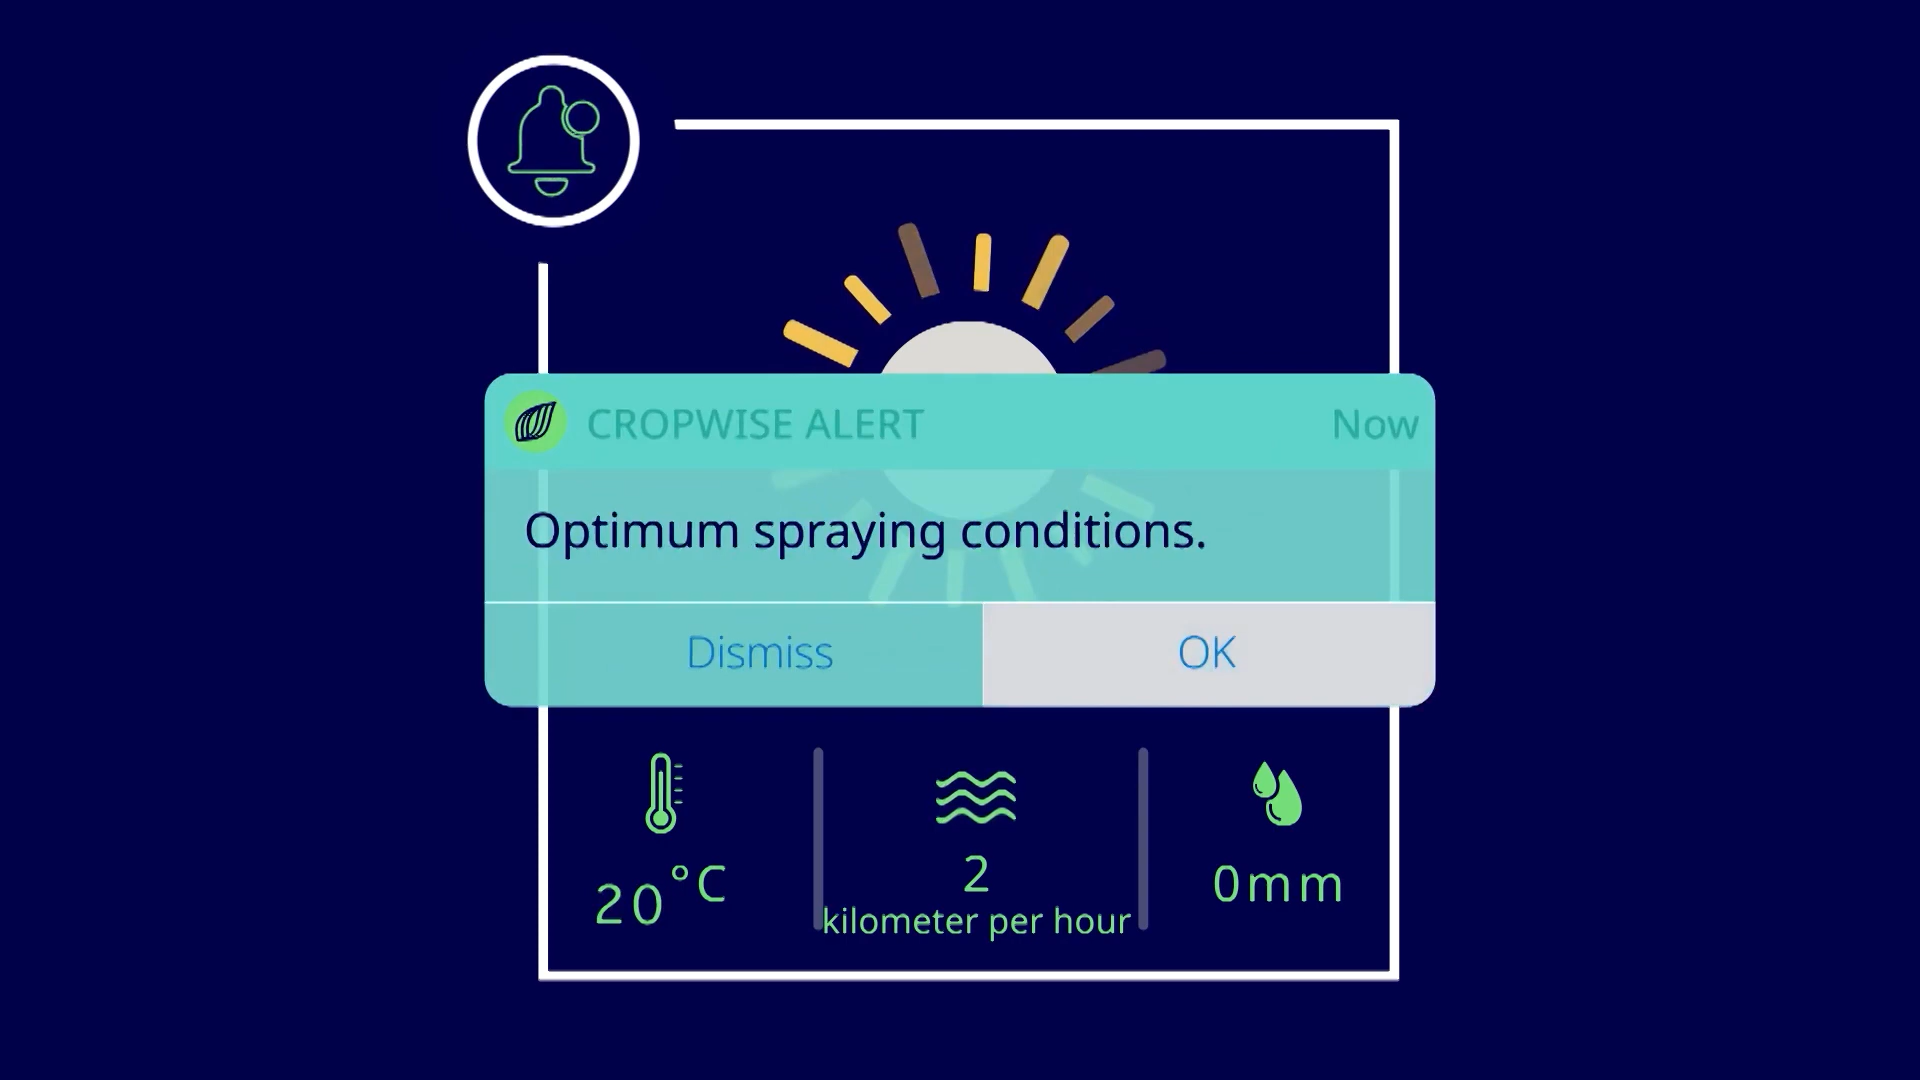 CROPWISE ALERT Now
Optimum spraying conditions.
Dismiss OK
20°C
2
kilometer per hour
0mm